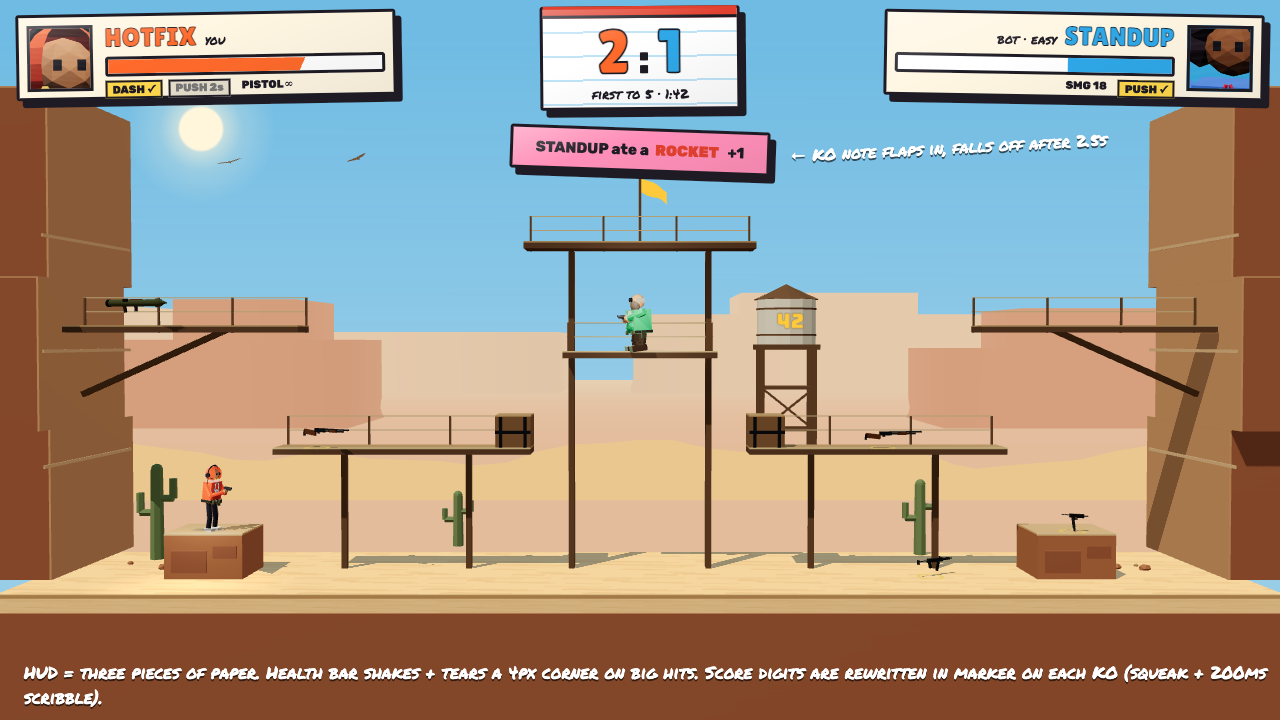 HOTFIX YOU
DASH ✓ PUSH 2s PISTOL ∞
2:1
FIRST TO 5 · 1:42
BOT · EASY STANDUP
SMG 18 PUSH ✓
STANDUP ate a ROCKET +1
← KO NOTE FLAPS IN, FALLS OFF AFTER 2.5S
42
HUD = THREE PIECES OF PAPER. HEALTH BAR SHAKES + TEARS A 4PX CORNER ON BIG HITS. SCORE DIGITS ARE REWRITTEN IN MARKER ON EACH KO (SQUEAK + 200MS
SCRIBBLE).